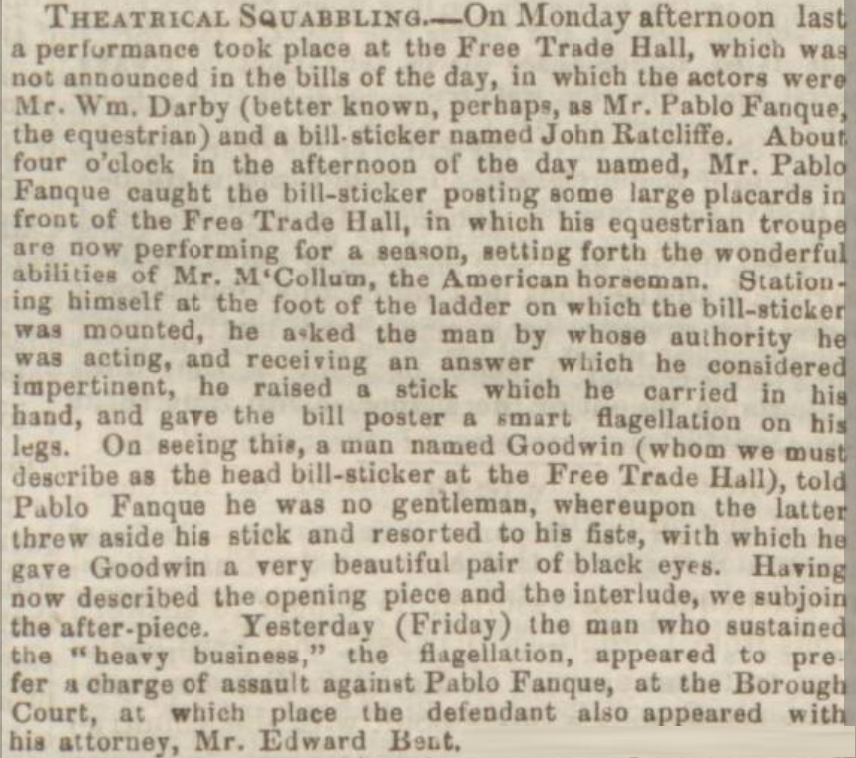 THEATRICAL SQUABBLING.—On Monday afternoon last
a performance took place at the Free Trade Hall, which was
not announced in the bills of the day, in which the actors were
Mr. Wm. Darby (better known, perhaps, as Mr. Pablo Fanque,
the equestrian) and a bill-sticker named John Ratcliffe. About
four o'clock in the afternoon of the day named, Mr. Pablo
Fanque caught the bill-sticker posting some large placards in
front of the Free Trade Hall, in which his equestrian troupe
are now performing for a season, setting forth the wonderful
abilities of Mr. M'Collum, the American horseman. Station-
ing himself at the foot of the ladder on which the bill-sticker
was mounted, he asked the man by whose authority he
was acting, and receiving an answer which he considered
impertinent, he raised a stick which he carried in his
hand, and gave the bill poster a smart flagellation on his
legs. On seeing this, a man named Goodwin (whom we must
describe as the head bill-sticker at the Free Trade Hall), told
Pablo Fanque he was no gentleman, whereupon the latter
threw aside his stick and resorted to his fists, with which he
gave Goodwin a very beautiful pair of black eyes. Having
now described the opening piece and the interlude, we subjoin
the after-piece. Yesterday (Friday) the man who sustained
the "heavy business," the flagellation, appeared to pre-
fer a charge of assault against Pablo Fanque, at the Borough
Court, at which place the defendant also appeared with
his attorney, Mr. Edward Bent.